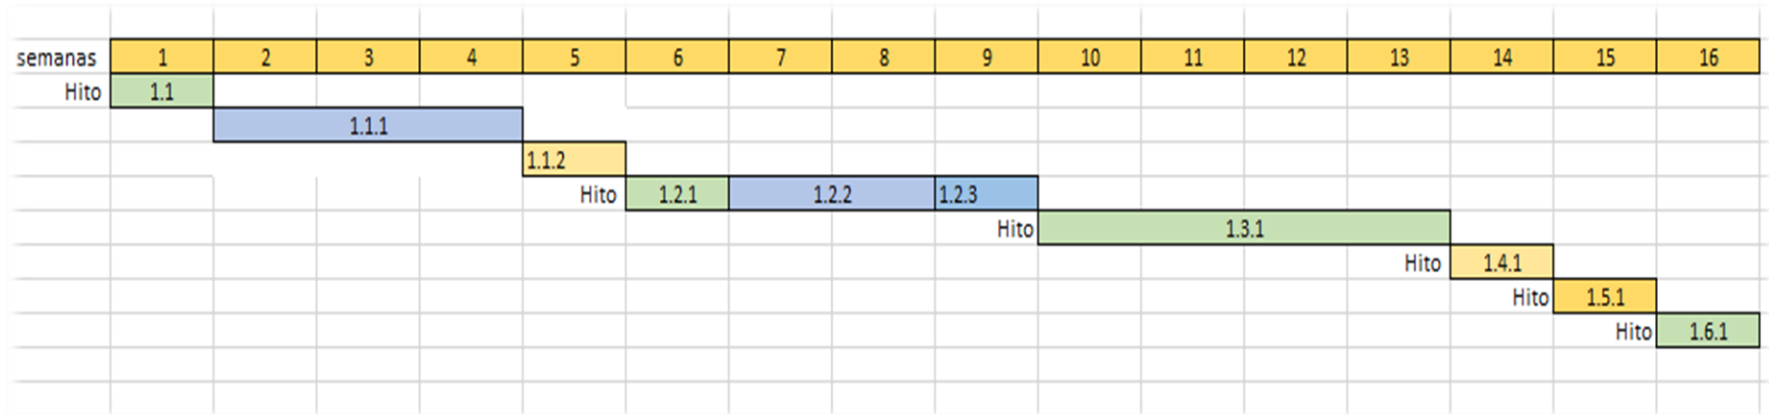 semanas 1 2 3 4 5 6 7 8 9 10 11 12 13 14 15 16
Hito 1.1
1.1.1
1.1.2
Hito 1.2.1 1.2.2 1.2.3
Hito 1.3.1
Hito 1.4.1
Hito 1.5.1
Hito 1.6.1